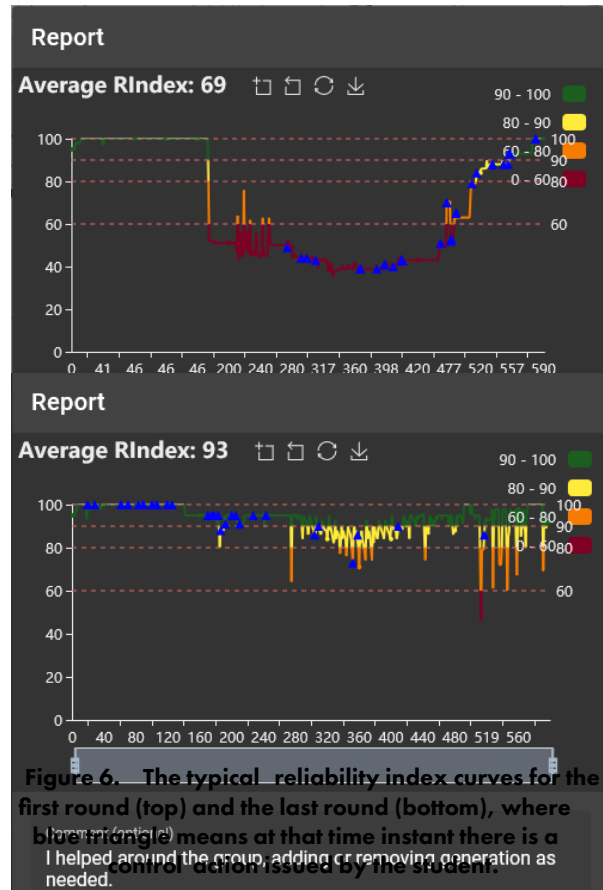 Report
Average RIndex: 69
90 - 100
80 - 90
60 - 80
0 - 60
100
80
60
40
20
0
100
90
80
60
0 41 46 46 46 200 240 280 317 360 398 420 477 520 557 590
Report
Average RIndex: 93
90 - 100
80 - 90
60 - 80
0 - 60
100
80
60
40
20
0
100
90
80
60
0 40 80 120 160 200 240 280 320 360 400 440 480 519 560
Figure 6. The typical reliability index curves for the
first round (top) and the last round (bottom), where
blue triangle means at that time instant there is a
control action issued by the student.
Comment (optional)
I helped around the group, adding or removing generation as
needed.